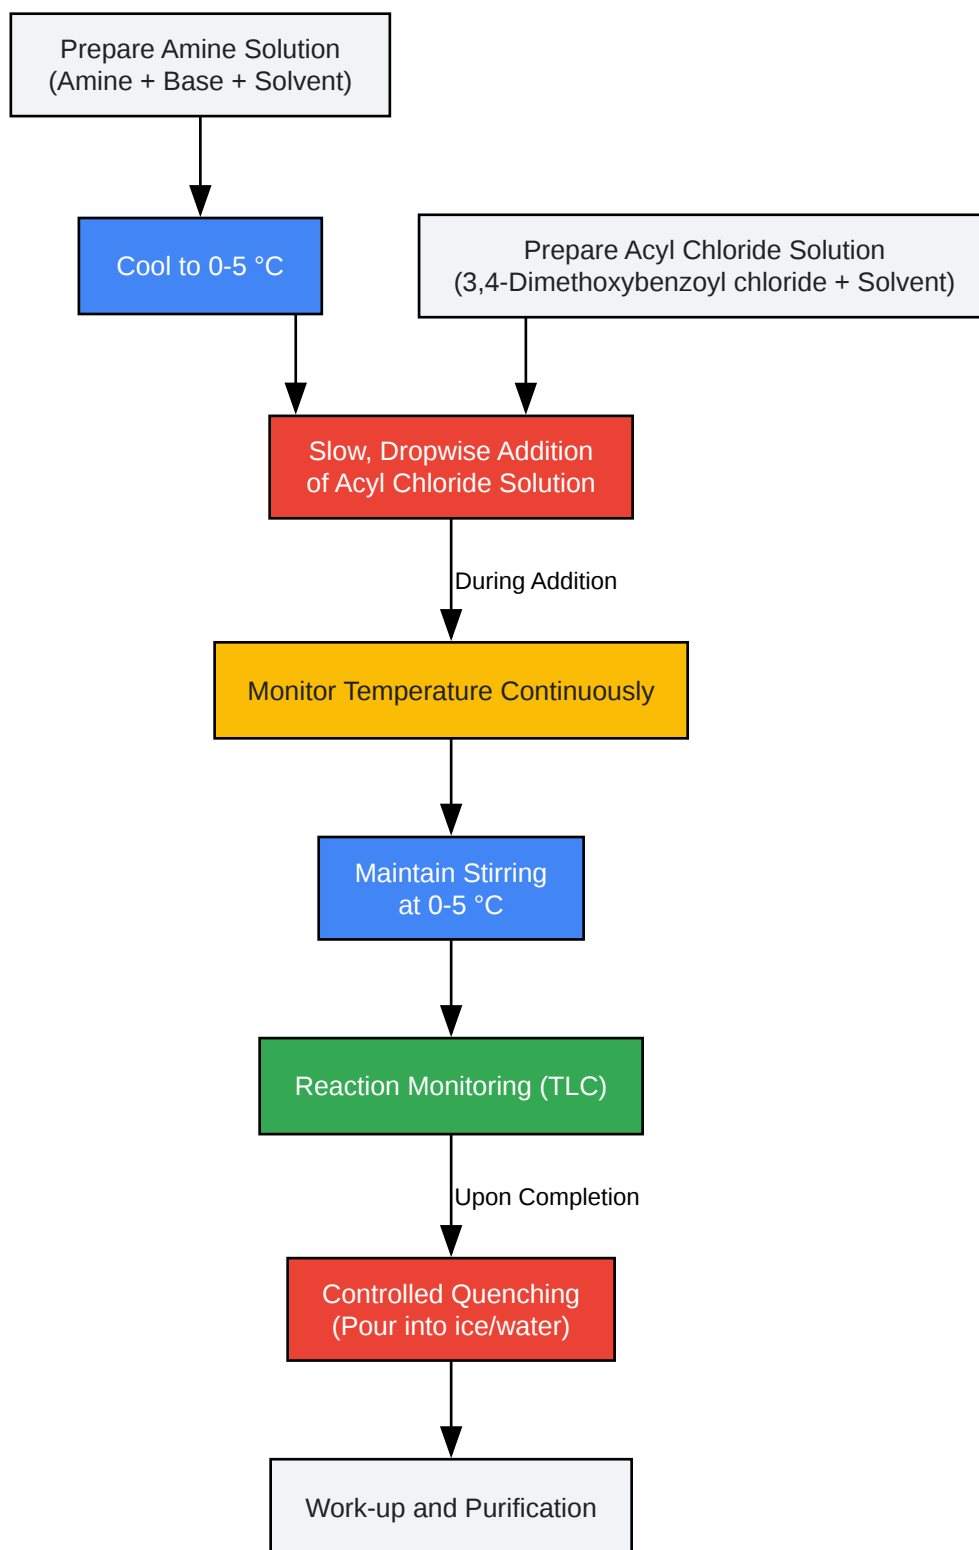 Prepare Amine Solution
(Amine + Base + Solvent)
Cool to 0-5 °C
Prepare Acyl Chloride Solution
(3,4-Dimethoxybenzoyl chloride + Solvent)
Slow, Dropwise Addition
of Acyl Chloride Solution
During Addition
Monitor Temperature Continuously
Maintain Stirring
at 0-5 °C
Reaction Monitoring (TLC)
Upon Completion
Controlled Quenching
(Pour into ice/water)
Work-up and Purification